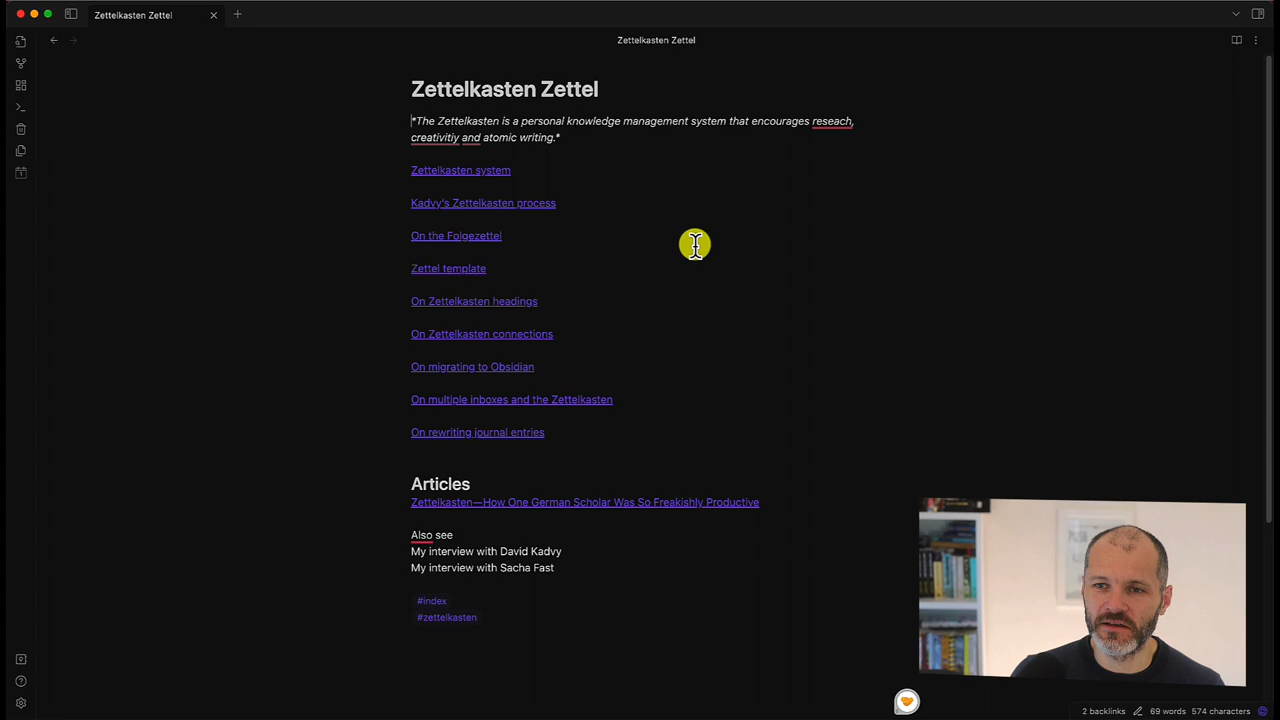 Zettelkasten Zettel
Zettelkasten Zettel
Zettelkasten Zettel
*The Zettelkasten is a personal knowledge management system that encourages reseach,
creativitiy and atomic writing.*
Zettelkasten system
Kadvy's Zettelkasten process
On the Folgezettel
Zettel template
On Zettelkasten headings
On Zettelkasten connections
On migrating to Obsidian
On multiple inboxes and the Zettelkasten
On rewriting journal entries
Articles
Zettelkasten—How One German Scholar Was So Freakishly Productive
Also see
My interview with David Kadvy
My interview with Sacha Fast
#index
#zettelkasten
2 backlinks 69 words 574 characters